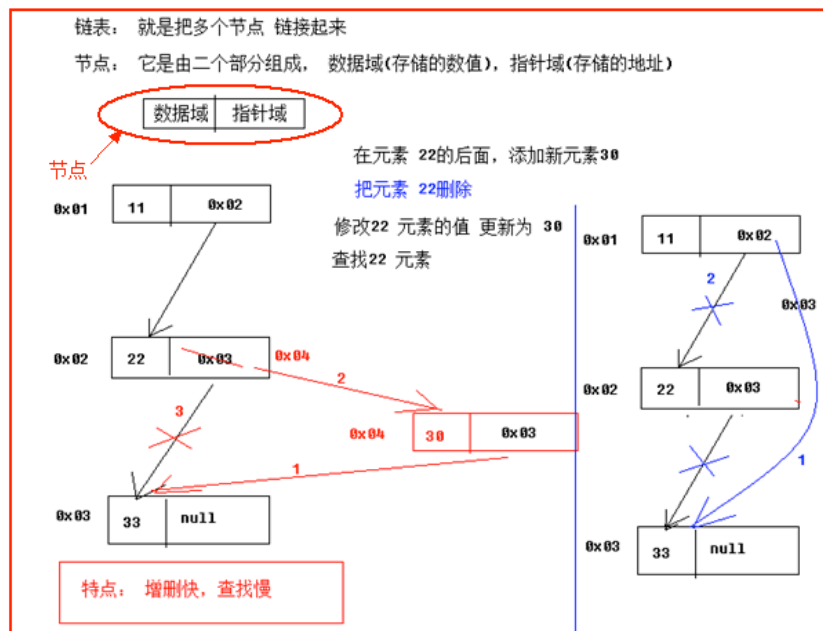 链表： 就是把多个节点 链接起来
节点： 它是由二个部分组成， 数据域(存储的数值)，指针域(存储的地址)
数据域 指针域
节点
在元素 22的后面，添加新元素30
把元素 22删除
修改22 元素的值 更新为 30
查找22 元素
0x01 11 0x02
0x02 22 0x03 0x04
2
3
0x04 30 0x03
1
0x03 33 null
特点： 增删快，查找慢
0x01 11 0x02
2
0x03
0x02 22 0x03
1
0x03 33 null